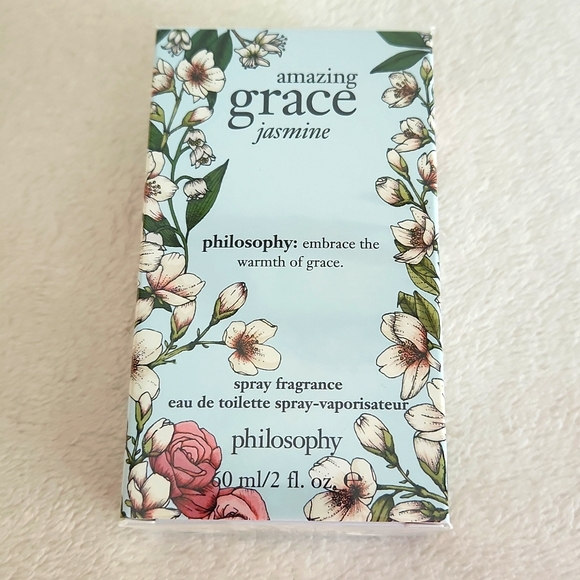 amazing
grace
jasmine
philosophy: embrace the
warmth of grace.
spray fragrance
eau de toilette spray-vaporisateur
philosophy
60 ml/2 fl. oz. ℮